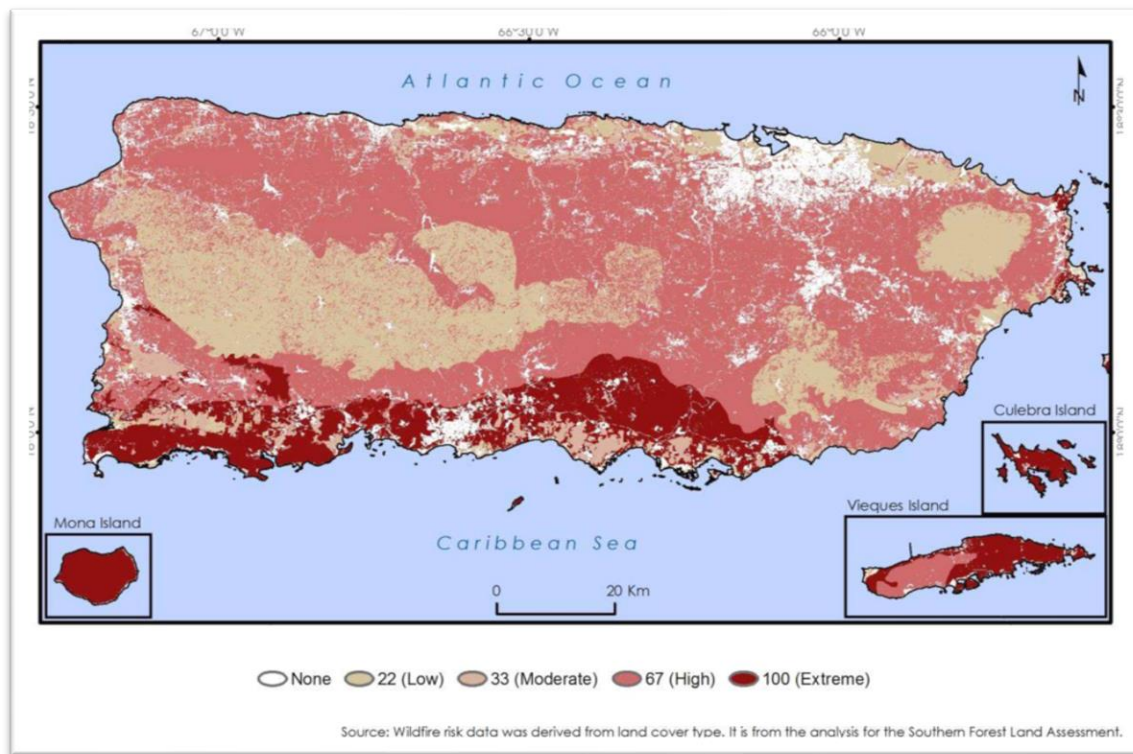 67°0'0"W 66°30'0"W 66°0'0"W
Atlantic Ocean
N
Culebra Island
Vieques Island
Mona Island
Caribbean Sea
0 20 Km
None 22 (Low) 33 (Moderate) 67 (High) 100 (Extreme)
Source: Wildfire risk data was derived from land cover type. It is from the analysis for the Southern Forest Land Assessment.